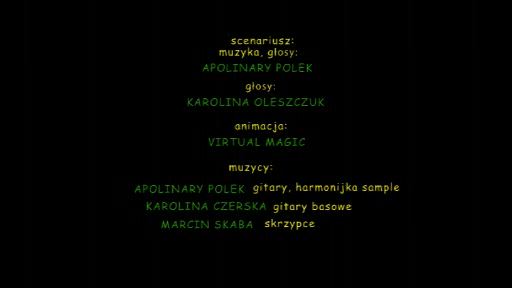 scenariusz:
muzyka, głosy:
APOLINARY POLEK
głosy:
KAROLINA OLESZCZUK
animacja:
VIRTUAL MAGIC
muzycy:
APOLINARY POLEK gitary, harmonijka sample
KAROLINA CZERSKA gitary basowe
MARCIN SKABA skrzypce